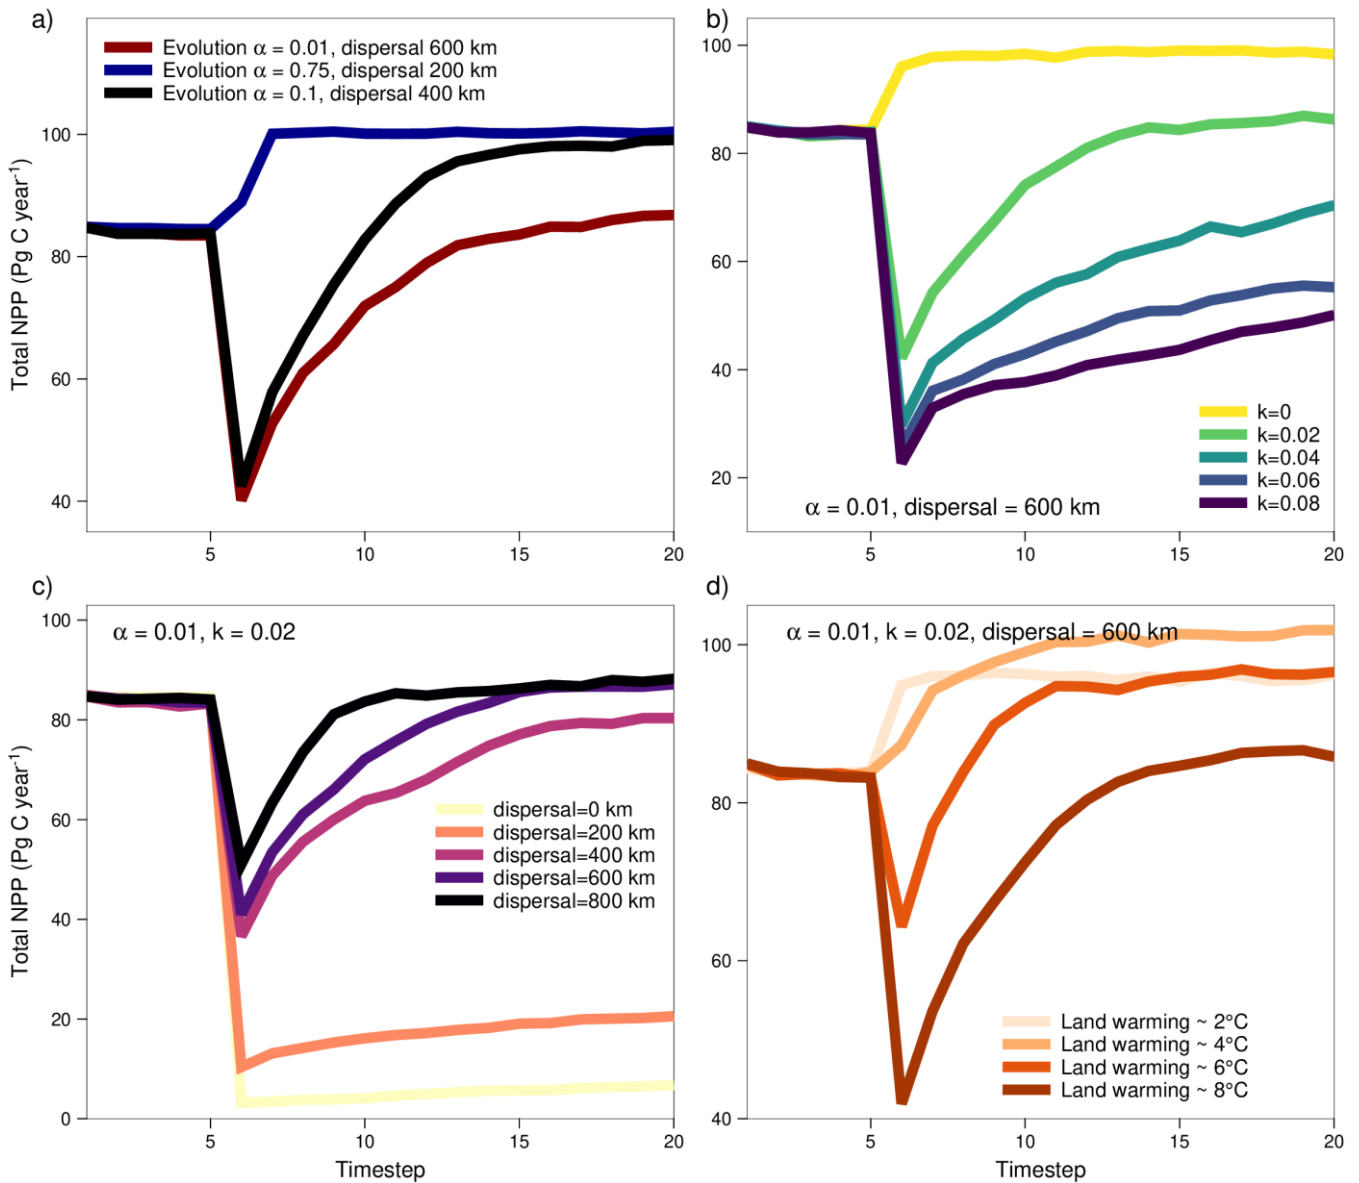 a)
Evolution α = 0.01, dispersal 600 km
Evolution α = 0.75, dispersal 200 km
Evolution α = 0.1, dispersal 400 km
Total NPP (Pg C year⁻¹)
100
80
60
40
5
10
15
20
b)
100
80
60
40
20
k=0
k=0.02
k=0.04
k=0.06
k=0.08
α = 0.01, dispersal = 600 km
5
10
15
20
c)
α = 0.01, k = 0.02
Total NPP (Pg C year⁻¹)
100
80
60
40
20
0
dispersal=0 km
dispersal=200 km
dispersal=400 km
dispersal=600 km
dispersal=800 km
5
10
15
20
Timestep
d)
α = 0.01, k = 0.02, dispersal = 600 km
100
80
60
40
Land warming ~ 2°C
Land warming ~ 4°C
Land warming ~ 6°C
Land warming ~ 8°C
5
10
15
20
Timestep